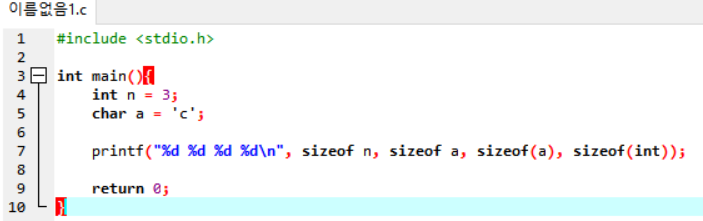 이름없음1.c
1 #include <stdio.h>
2
3 int main(){
4 int n = 3;
5 char a = 'c';
6
7 printf("%d %d %d %d\n", sizeof n, sizeof a, sizeof(a), sizeof(int));
8
9 return 0;
10 }